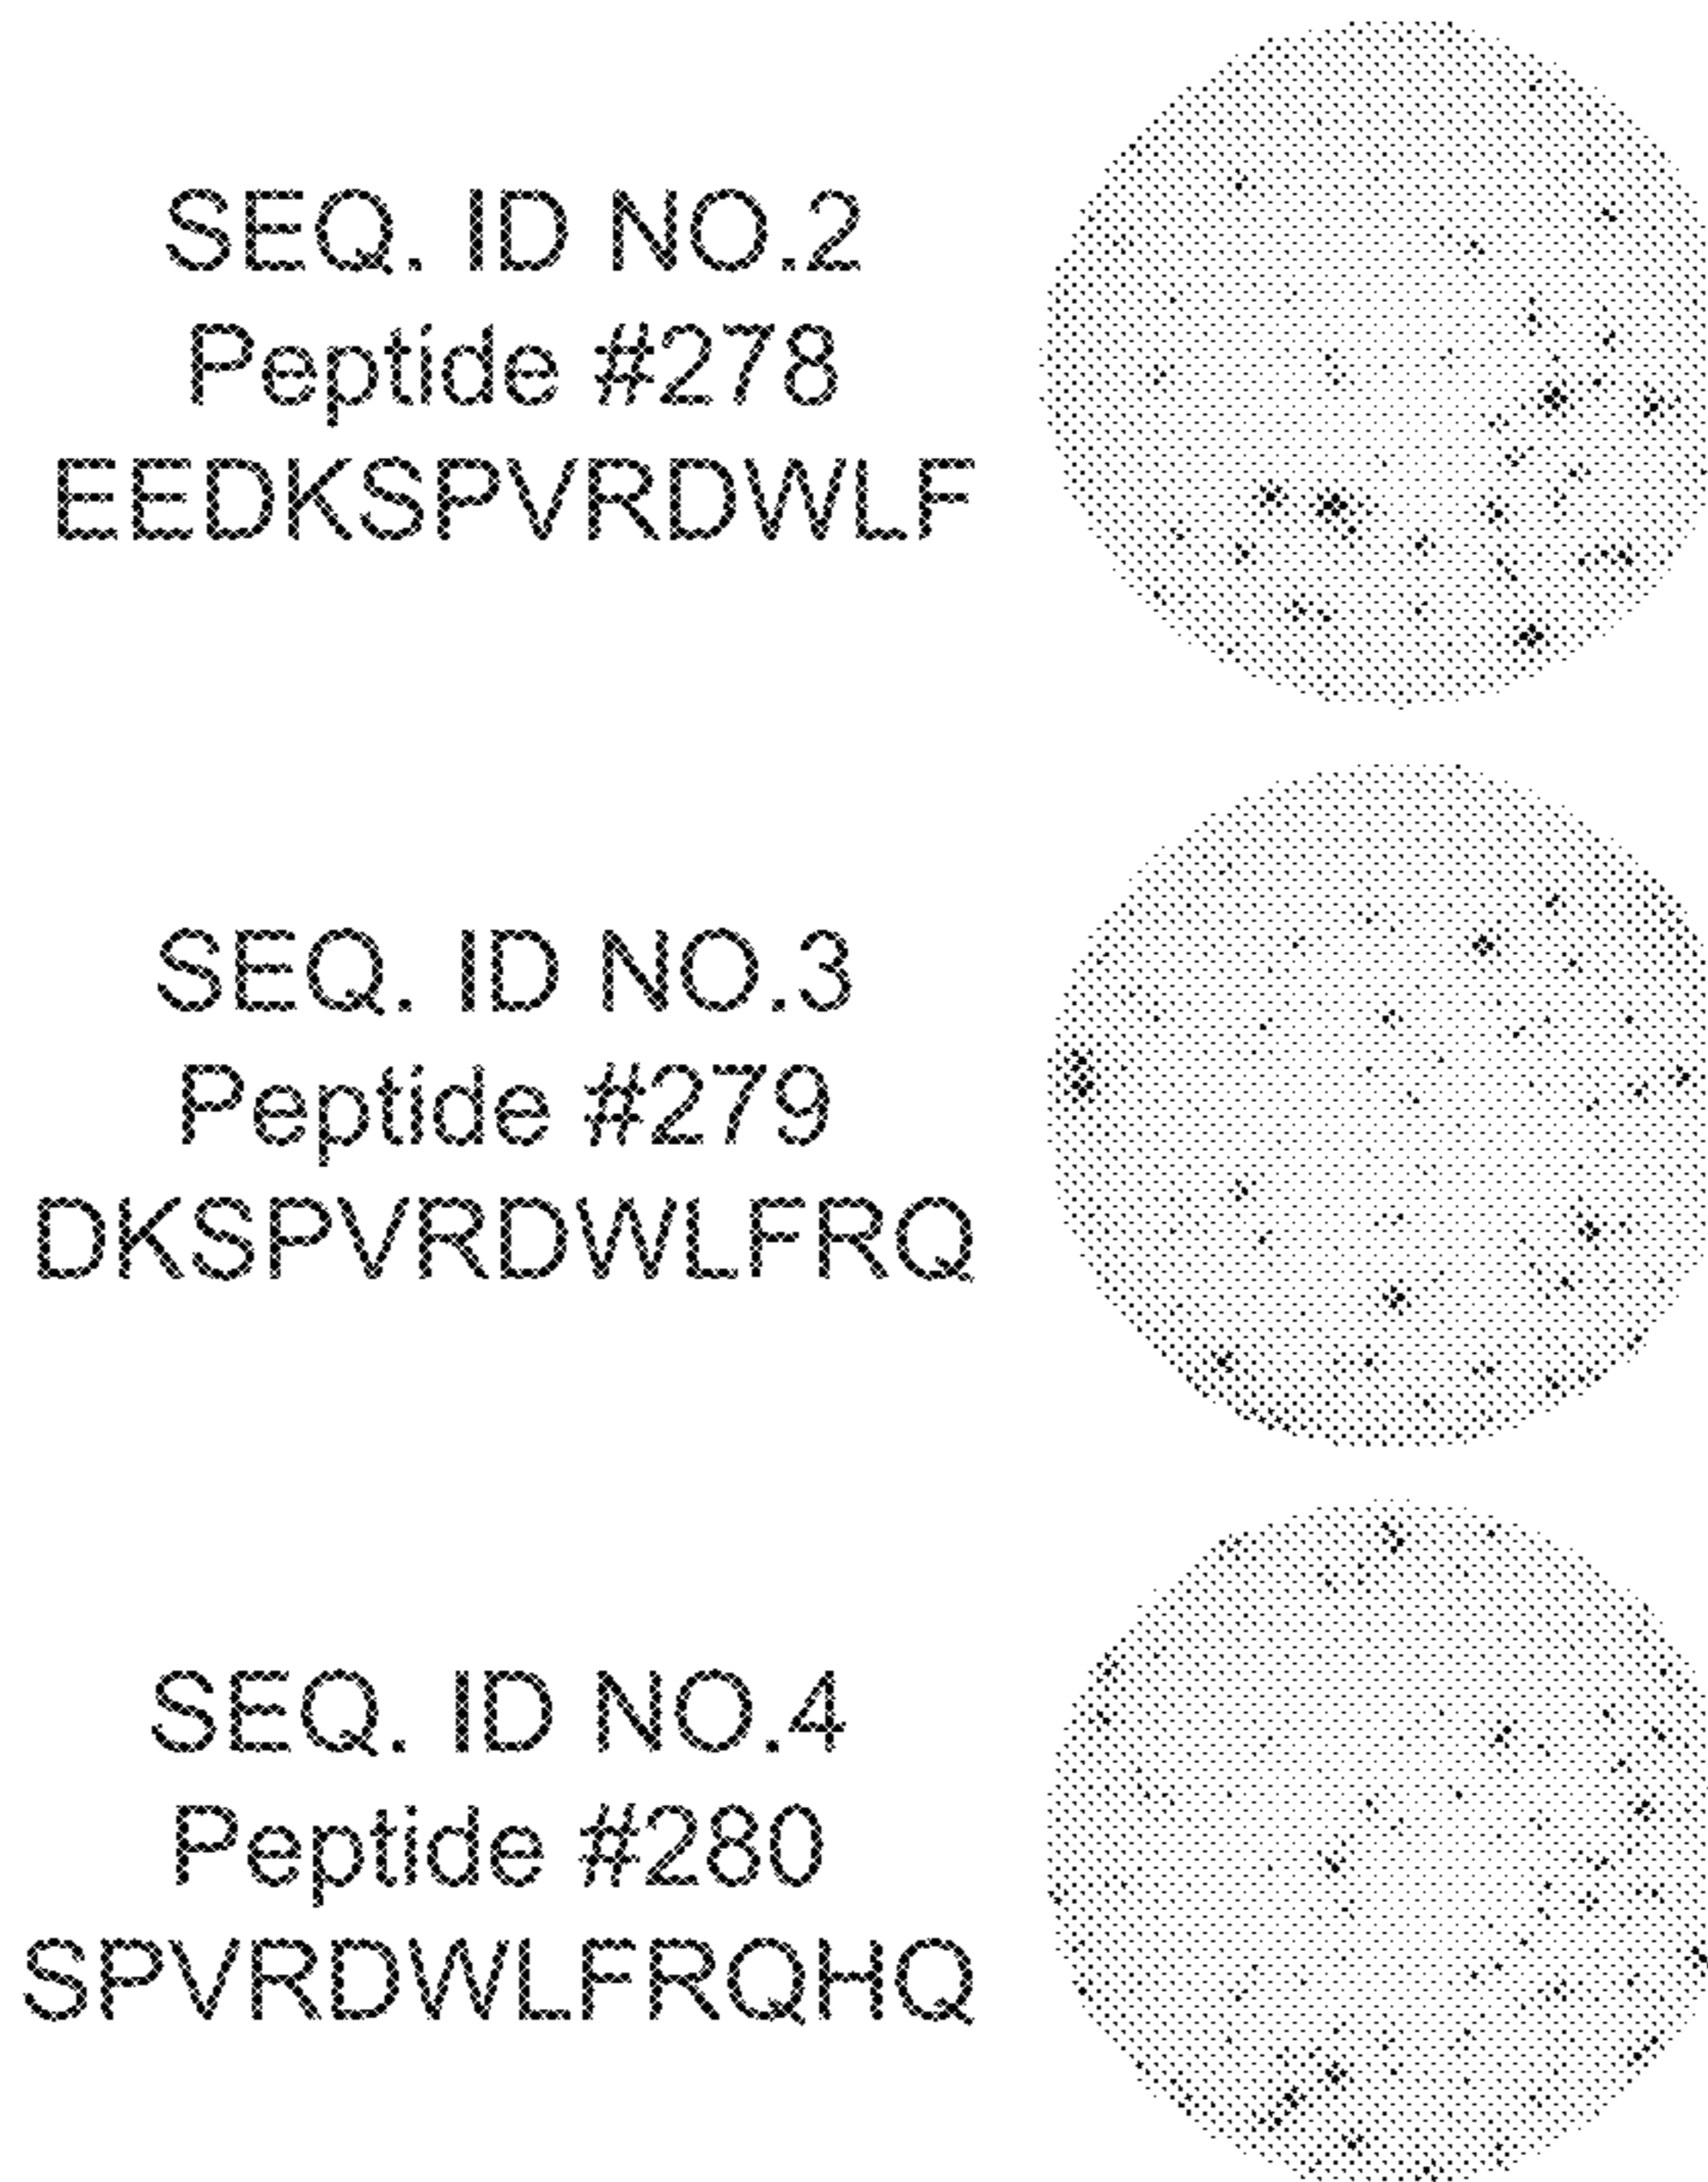 SEQ. ID NO.2
Peptide #278
EEDKSPVRDWLF
SEQ. ID NO.3
Peptide #279
DKSPVRDWLFRQ
SEQ. ID NO.4
Peptide #280
SPVRDWLFRQHQ